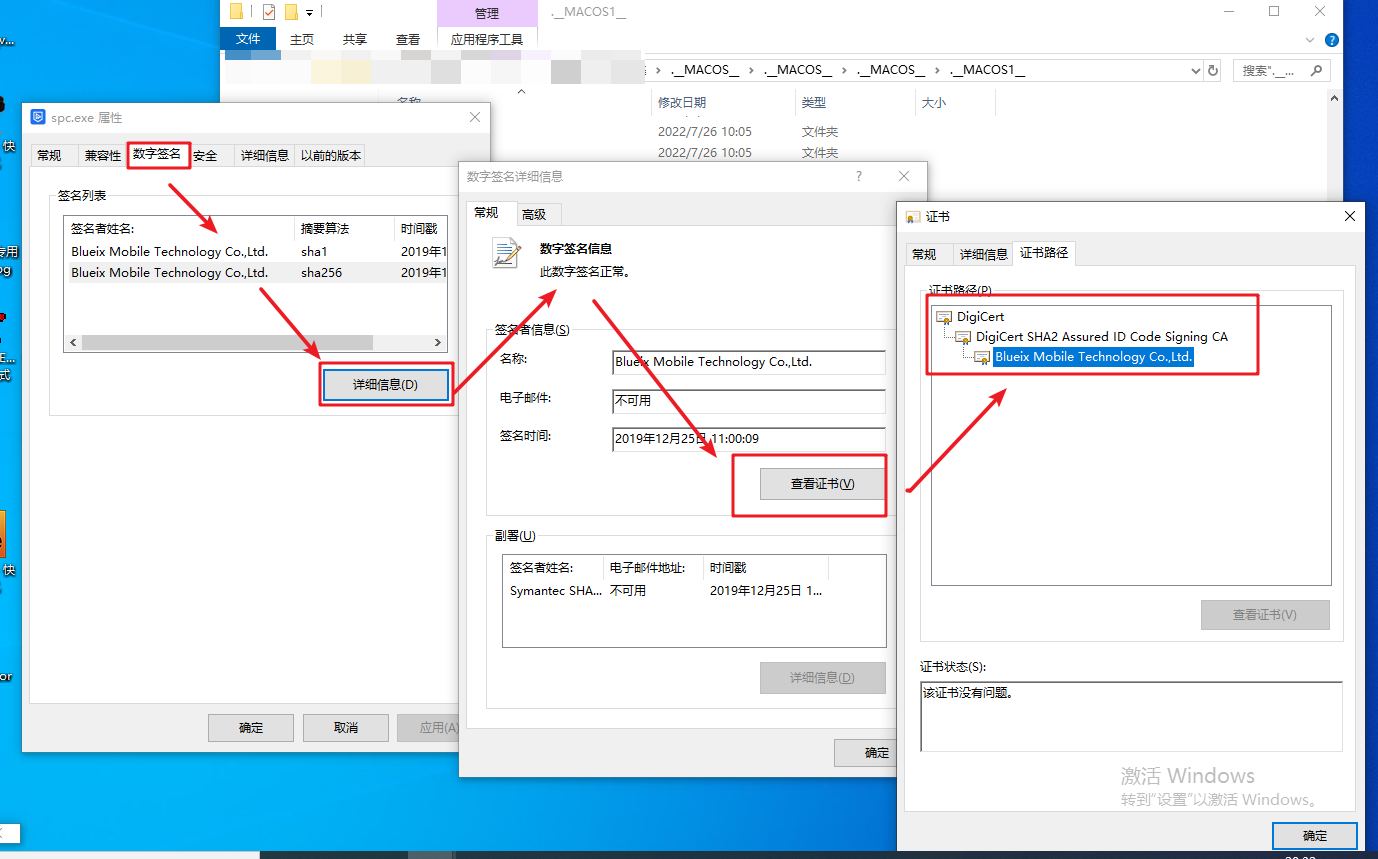 管理
.__MACOS1__
文件
主页
共享
查看
应用程序工具
.__MACOS__
.__MACOS__
.__MACOS__
.__MACOS1__
搜索".__...
名称
修改日期
类型
大小
2022/7/26 10:05
文件夹
2022/7/26 10:05
文件夹
spc.exe 属性
常规
兼容性
数字签名
安全
详细信息
以前的版本
签名列表
签名者姓名:
摘要算法
时间戳
Blueix Mobile Technology Co.,Ltd.
sha1
2019年1
Blueix Mobile Technology Co.,Ltd.
sha256
2019年1
详细信息(D)
确定
取消
应用(A)
数字签名详细信息
?
常规
高级
数字签名信息
此数字签名正常。
签名者信息(S)
名称:
Blueix Mobile Technology Co.,Ltd.
电子邮件:
不可用
签名时间:
2019年12月25日 11:00:09
查看证书(V)
副署(U)
签名者姓名:
电子邮件地址:
时间戳
Symantec SHA...
不可用
2019年12月25日 1...
详细信息(D)
确定
证书
常规
详细信息
证书路径
证书路径(P)
DigiCert
DigiCert SHA2 Assured ID Code Signing CA
Blueix Mobile Technology Co.,Ltd.
查看证书(V)
证书状态(S):
该证书没有问题。
激活 Windows
转到"设置"以激活 Windows。
确定